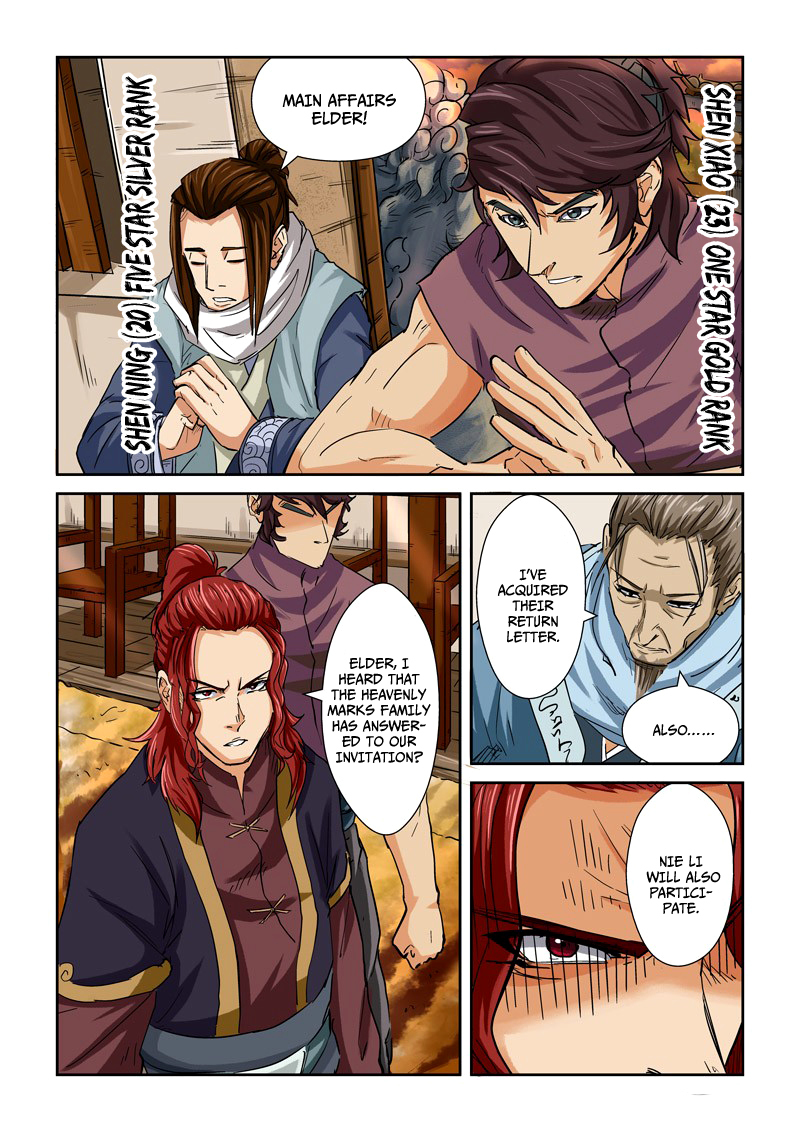 SHEN NING (20) FIVE STAR SILVER RANK
MAIN AFFAIRS
ELDER!
SHEN XIAO (23) ONE STAR GOLD RANK
ELDER, I
HEARD THAT
THE HEAVENLY
MARKS FAMILY
HAS ANSWER-
ED TO OUR
INVITATION?
I'VE
ACQUIRED
THEIR
RETURN
LETTER.
ALSO......
NIE LI
WILL ALSO
PARTICI-
PATE.